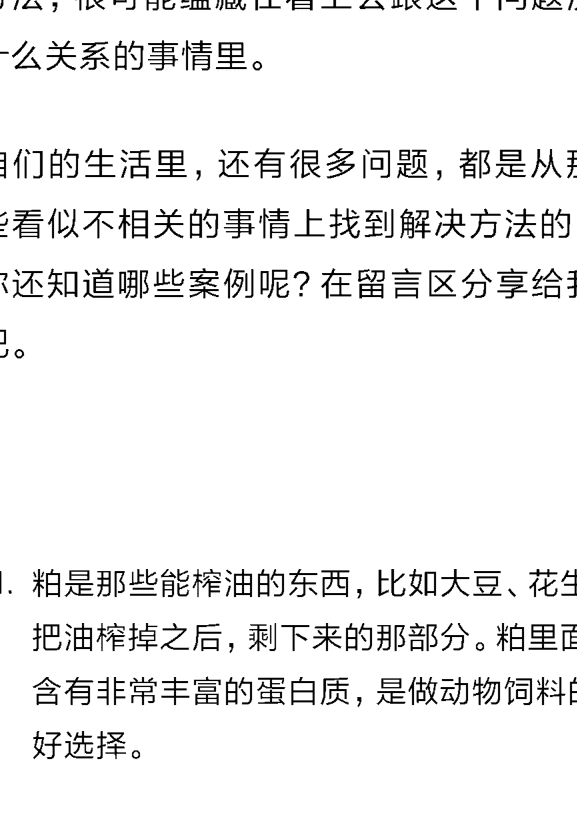 方法，很可能蕴藏在看上去跟这个问题没
什么关系的事情里。
咱们的生活里，还有很多问题，都是从那
些看似不相关的事情上找到解决方法的
你还知道哪些案例呢？在留言区分享给我
吧。
1. 粕是那些能榨油的东西，比如大豆、花生
把油榨掉之后，剩下来的那部分。粕里面
含有非常丰富的蛋白质，是做动物饲料的
好选择。